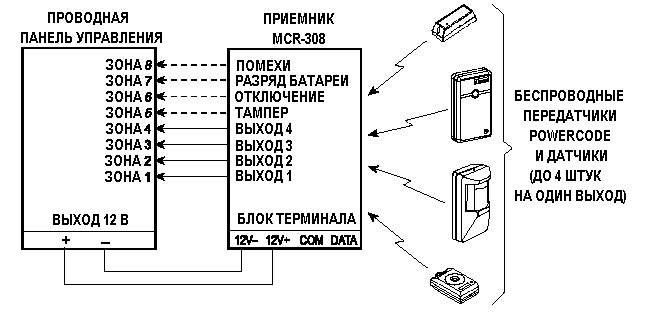 ПРОВОДНАЯ
ПАНЕЛЬ УПРАВЛЕНИЯ
ЗОНА 8
ЗОНА 7
ЗОНА 6
ЗОНА 5
ЗОНА 4
ЗОНА 3
ЗОНА 2
ЗОНА 1
ВЫХОД 12 В
+ –
ПРИЕМНИК
MCR-308
ПОМЕХИ
РАЗРЯД БАТАРЕИ
ОТКЛЮЧЕНИЕ
ТАМПЕР
ВЫХОД 4
ВЫХОД 3
ВЫХОД 2
ВЫХОД 1
БЛОК ТЕРМИНАЛА
12V– 12V+ COM DATA
БЕСПРОВОДНЫЕ
ПЕРЕДАТЧИКИ
POWERCODE
И ДАТЧИКИ
(ДО 4 ШТУК
НА ОДИН ВЫХОД)